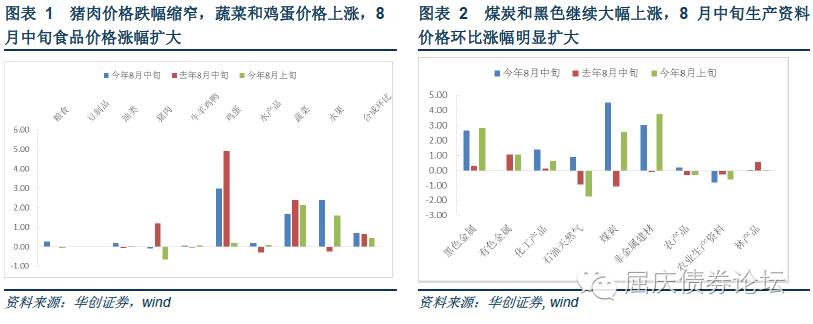 图表 1 猪肉价格跌幅缩窄，蔬菜和鸡蛋价格上涨，8
月中旬食品价格涨幅扩大
今年8月中旬 去年8月中旬 今年8月上旬
粮食 豆制品 油类 猪肉 牛羊鸡鸭 鸡蛋 水产品 蔬菜 水果 合成环比
6.00
5.00
4.00
3.00
2.00
1.00
0.00
-1.00
资料来源：华创证券，wind
图表 2 煤炭和黑色继续大幅上涨，8 月中旬生产资料
价格环比涨幅明显扩大
今年8月中旬 去年8月中旬 今年8月上旬
5.00
4.00
3.00
2.00
1.00
0.00
-1.00
-2.00
-3.00
黑色金属 有色金属 化工产品 石油天然气 煤炭 非金属建材 农产品 农业生产资料 林产品
资料来源：华创证券, wind
屈庆债券论坛